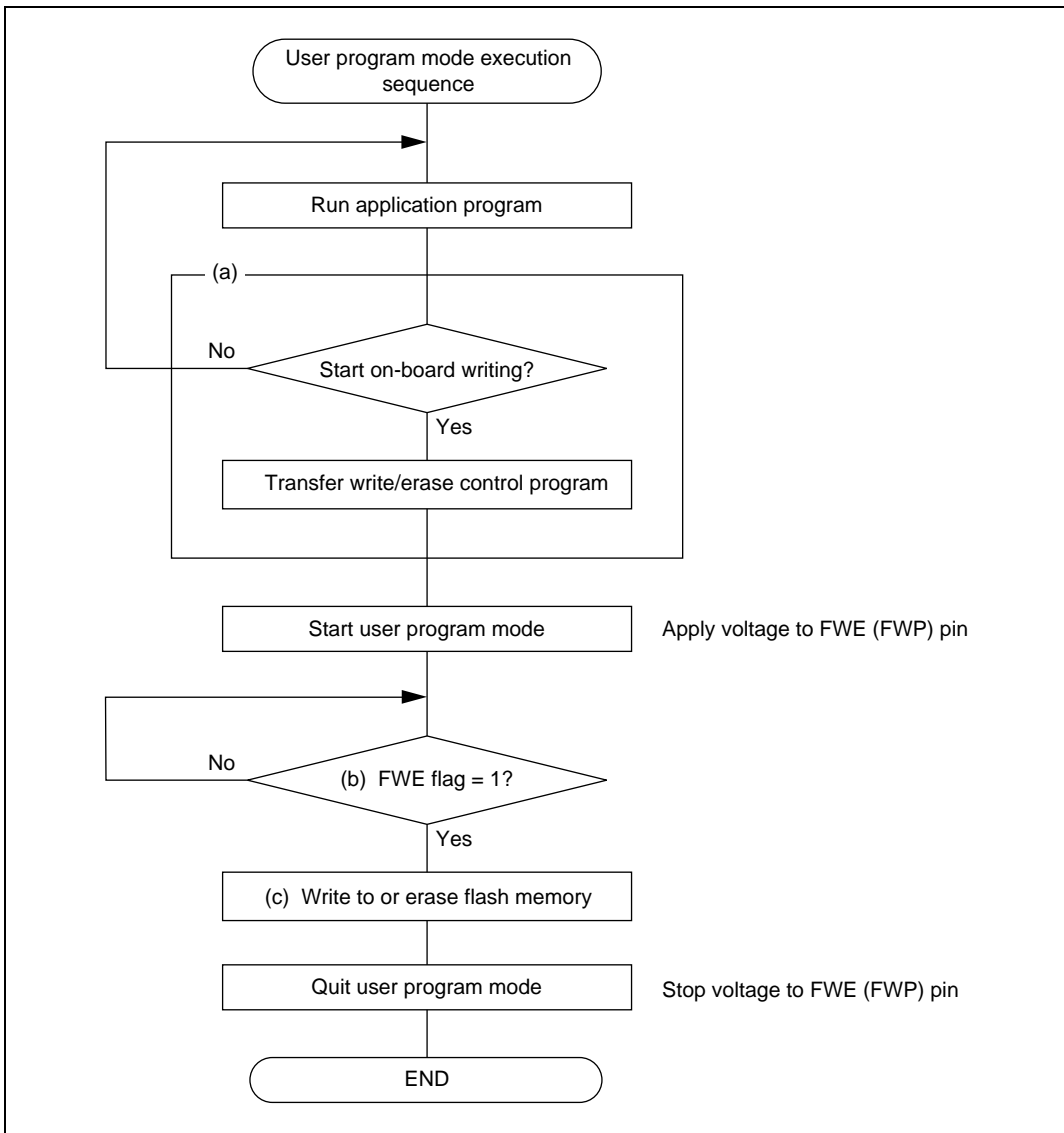 User program mode execution
sequence
Run application program
(a)
No
Start on-board writing?
Yes
Transfer write/erase control program
Start user program mode
Apply voltage to FWE (FWP) pin
No
(b) FWE flag = 1?
Yes
(c) Write to or erase flash memory
Quit user program mode
Stop voltage to FWE (FWP) pin
END